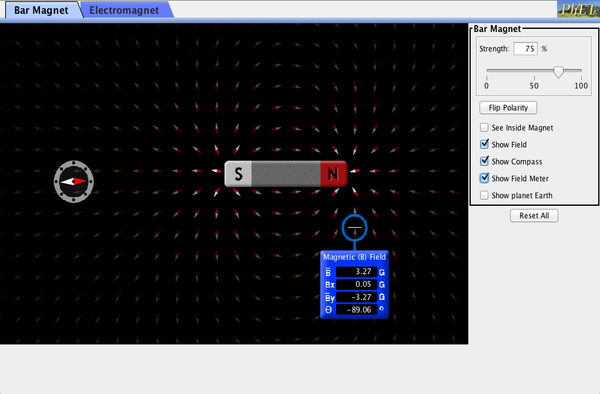 Bar Magnet
Electromagnet
PhET
Bar Magnet
Strength: 75 %
0 50 100
Flip Polarity
See Inside Magnet
Show Field
Show Compass
Show Field Meter
Show planet Earth
Reset All
S N
Magnetic (B) Field
B 3.27 G
Bx 0.05 G
By -3.27 G
Θ -89.06 °